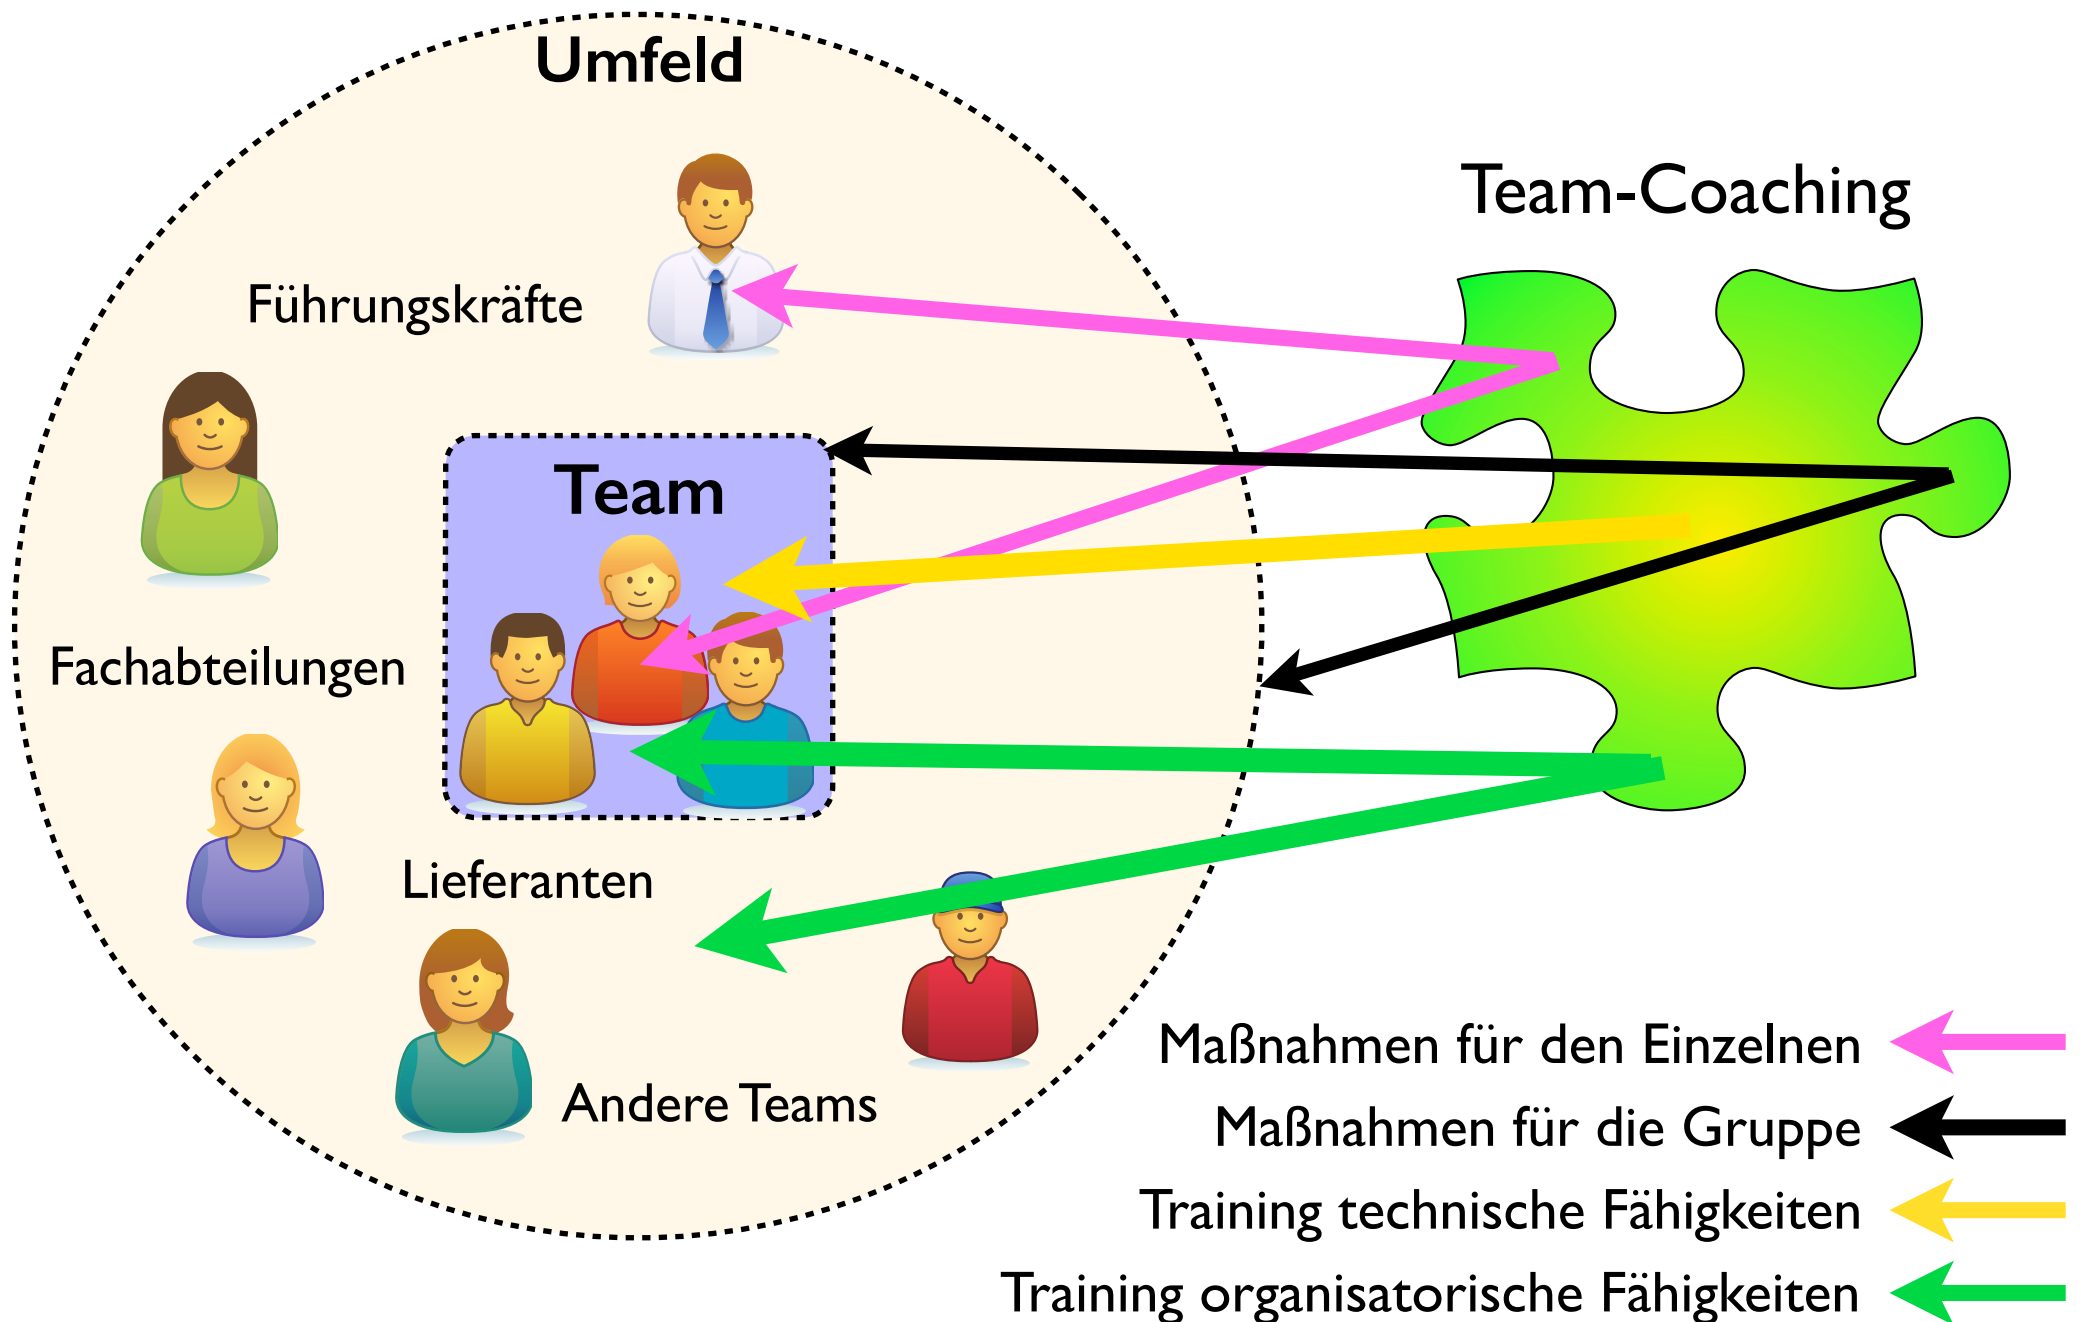 Umfeld
Team-Coaching
Führungskräfte
Team
Fachabteilungen
Lieferanten
Andere Teams
Maßnahmen für den Einzelnen
Maßnahmen für die Gruppe
Training technische Fähigkeiten
Training organisatorische Fähigkeiten